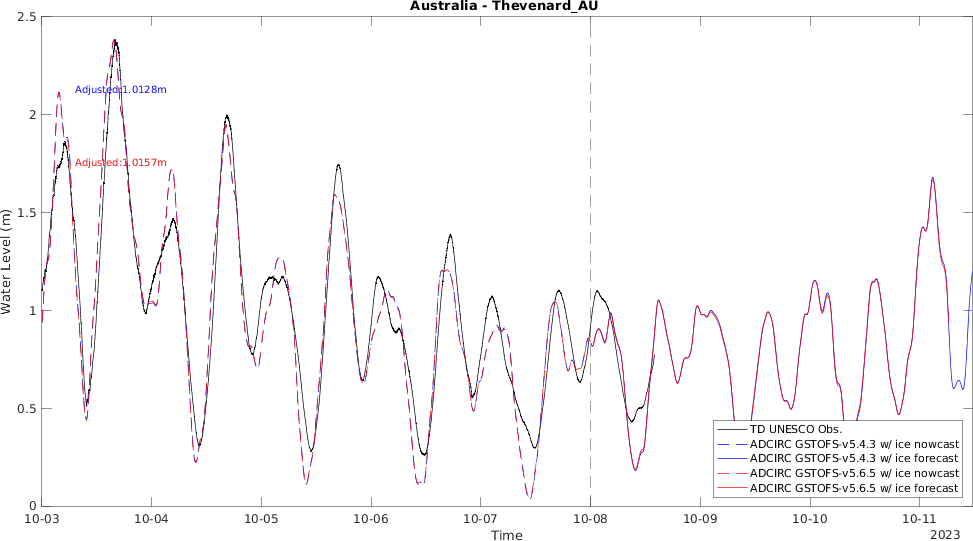 Australia - Thevenard_AU
Water Level (m)
2.5
2
1.5
1
0.5
0
Adjusted:1.0128m
Adjusted:1.0157m
TD UNESCO Obs.
ADCIRC GSTOFS-v5.4.3 w/ ice nowcast
ADCIRC GSTOFS-v5.4.3 w/ ice forecast
ADCIRC GSTOFS-v5.6.5 w/ ice nowcast
ADCIRC GSTOFS-v5.6.5 w/ ice forecast
10-03 10-04 10-05 10-06 10-07 10-08 10-09 10-10 10-11
Time
2023